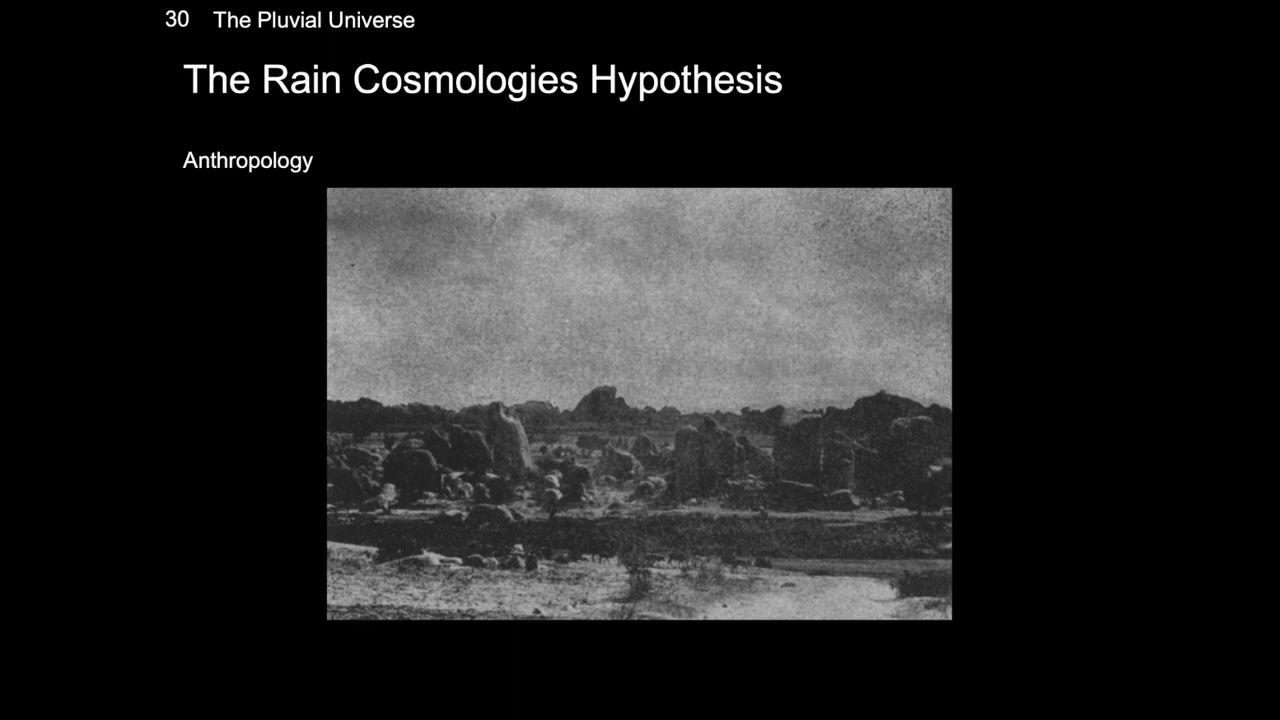 30 The Pluvial Universe
The Rain Cosmologies Hypothesis
Anthropology